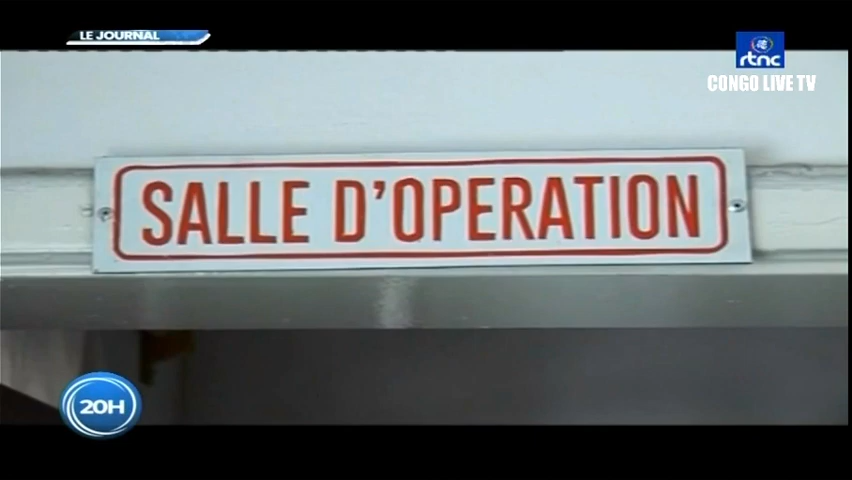 LE JOURNAL
rtnc
CONGO LIVE TV
SALLE D'OPERATION
20H